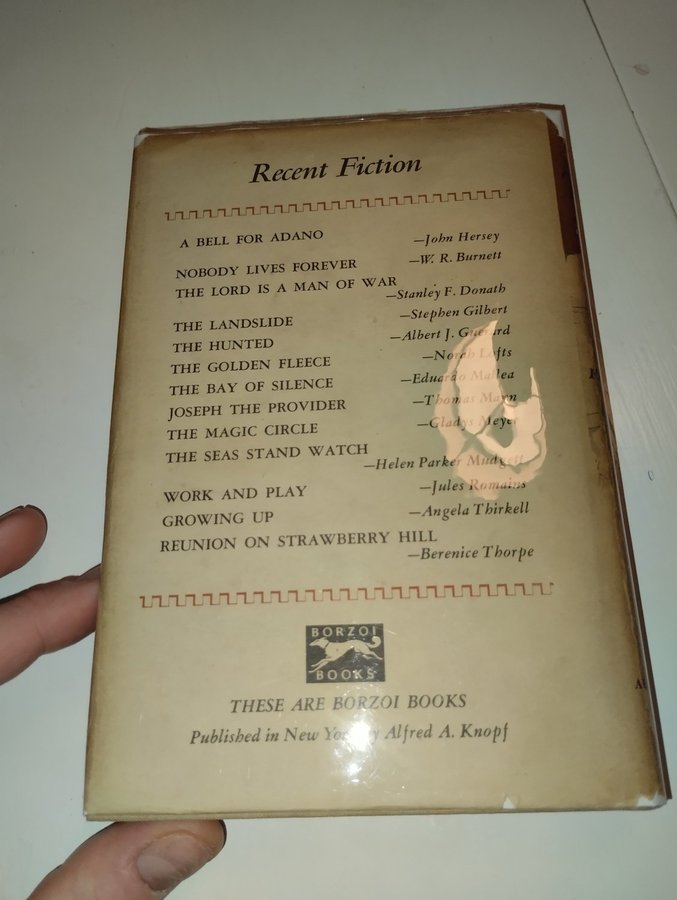 Recent Fiction
A BELL FOR ADANO —John Hersey
NOBODY LIVES FOREVER —W. R. Burnett
THE LORD IS A MAN OF WAR
—Stanley F. Donath
THE LANDSLIDE —Stephen Gilbert
THE HUNTED —Albert J. Guerard
THE GOLDEN FLEECE —Norah Lofts
THE BAY OF SILENCE —Eduardo Mallea
JOSEPH THE PROVIDER —Thomas Mann
THE MAGIC CIRCLE —Gladys
THE SEAS STAND WATCH
—Helen Parker
WORK AND PLAY —Jules Romains
GROWING UP —Angela Thirkell
REUNION ON STRAWBERRY HILL
—Berenice Thorpe
BORZOI
BOOKS
THESE ARE BORZOI BOOKS
Published in New York by Alfred A. Knopf